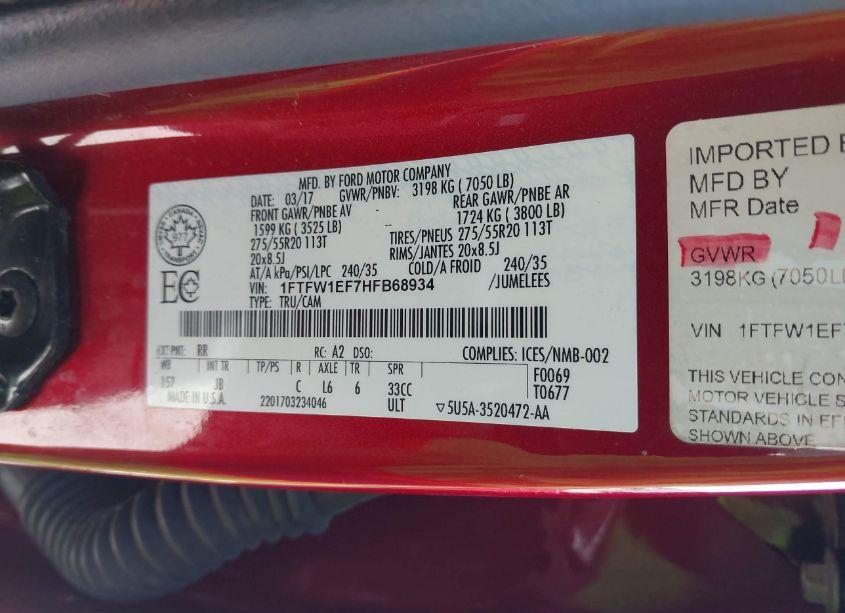 MFD. BY FORD MOTOR COMPANY
DATE: 03/17 GVWR/PNBV: 3198 KG ( 7050 LB)
FRONT GAWR/PNBE AV REAR GAWR/PNBE AR
1599 KG ( 3525 LB) 1724 KG ( 3800 LB)
275/55R20 113T TIRES/PNEUS 275/55R20 113T
20x8.5J RIMS/JANTES 20x8.5J
AT/A kPa/PSI/LPC 240/35 COLD/A FROID 240/35
VIN: 1FTFW1EF7HFB68934 /JUMELEES
TYPE: TRU/CAM
CANADA
977
TRANSPORT
EC
EXT PNT: RR RC: A2 DSO: COMPLIES: ICES/NMB-002
WB INT TR TP/PS R AXLE TR SPR F0069
157 JB C L6 6 33CC T0677
MADE IN U.S.A. 2201703234046 ULT ▽5U5A-3520472-AA
IMPORTED
MFD BY
MFR Date
GVWR
3198KG (7050L
VIN 1FTFW1EF
THIS VEHICLE CON
MOTOR VEHICLE S
STANDARDS IN EF
SHOWN ABOVE